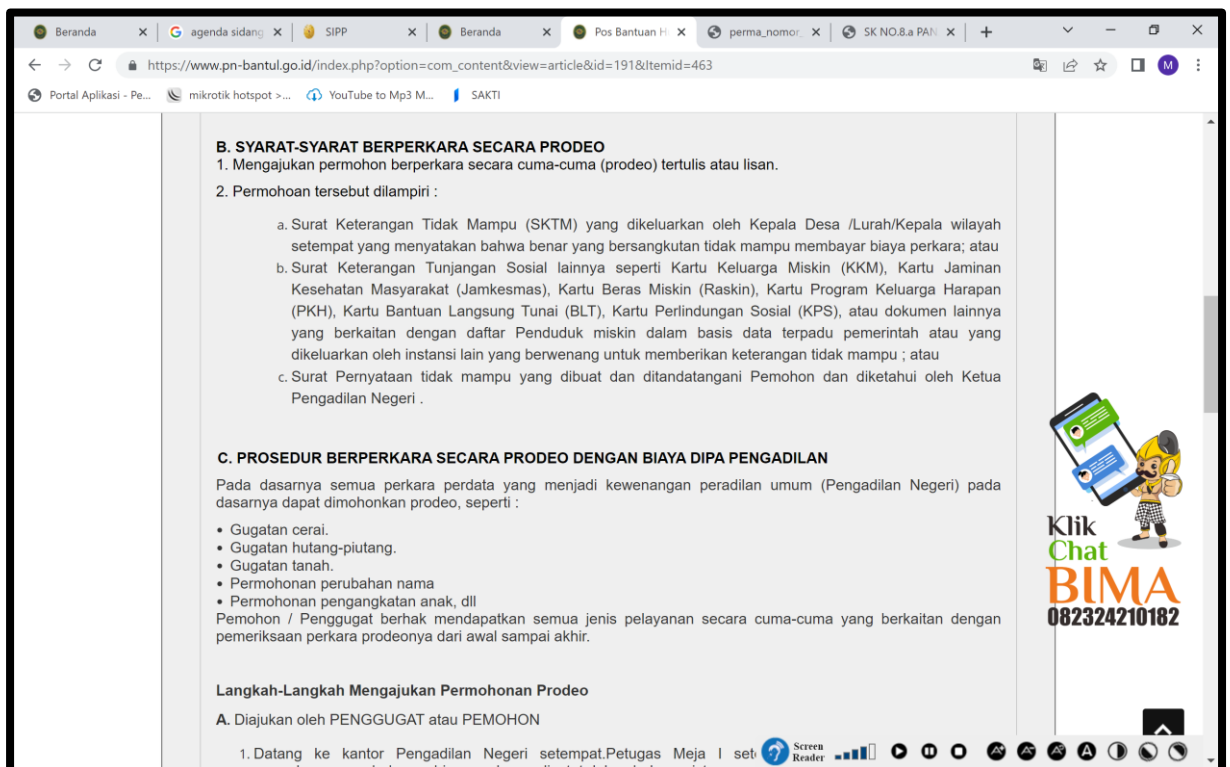 Beranda
agenda sidang
SIPP
Beranda
Pos Bantuan H
perma_nomor_
SK NO.8.a PAN
https://www.pn-bantul.go.id/index.php?option=com_content&view=article&id=191&Itemid=463
M
Portal Aplikasi - Pe...
mikrotik hotspot >...
YouTube to Mp3 M...
SAKTI
B. SYARAT-SYARAT BERPERKARA SECARA PRODEO
1. Mengajukan permohon berperkara secara cuma-cuma (prodeo) tertulis atau lisan.
2. Permohoan tersebut dilampiri :
a. Surat Keterangan Tidak Mampu (SKTM) yang dikeluarkan oleh Kepala Desa /Lurah/Kepala wilayah
setempat yang menyatakan bahwa benar yang bersangkutan tidak mampu membayar biaya perkara; atau
b. Surat Keterangan Tunjangan Sosial lainnya seperti Kartu Keluarga Miskin (KKM), Kartu Jaminan
Kesehatan Masyarakat (Jamkesmas), Kartu Beras Miskin (Raskin), Kartu Program Keluarga Harapan
(PKH), Kartu Bantuan Langsung Tunai (BLT), Kartu Perlindungan Sosial (KPS), atau dokumen lainnya
yang berkaitan dengan daftar Penduduk miskin dalam basis data terpadu pemerintah atau yang
dikeluarkan oleh instansi lain yang berwenang untuk memberikan keterangan tidak mampu ; atau
c. Surat Pernyataan tidak mampu yang dibuat dan ditandatangani Pemohon dan diketahui oleh Ketua
Pengadilan Negeri .
C. PROSEDUR BERPERKARA SECARA PRODEO DENGAN BIAYA DIPA PENGADILAN
Pada dasarnya semua perkara perdata yang menjadi kewenangan peradilan umum (Pengadilan Negeri) pada
dasarnya dapat dimohonkan prodeo, seperti :
• Gugatan cerai.
• Gugatan hutang-piutang.
• Gugatan tanah.
• Permohonan perubahan nama
• Permohonan pengangkatan anak, dll
Pemohon / Penggugat berhak mendapatkan semua jenis pelayanan secara cuma-cuma yang berkaitan dengan
pemeriksaan perkara prodeonya dari awal sampai akhir.
Klik
Chat
BIMA
082324210182
Langkah-Langkah Mengajukan Permohonan Prodeo
A. Diajukan oleh PENGGUGAT atau PEMOHON
1. Datang ke kantor Pengadilan Negeri setempat.Petugas Meja I set
Screen
Reader